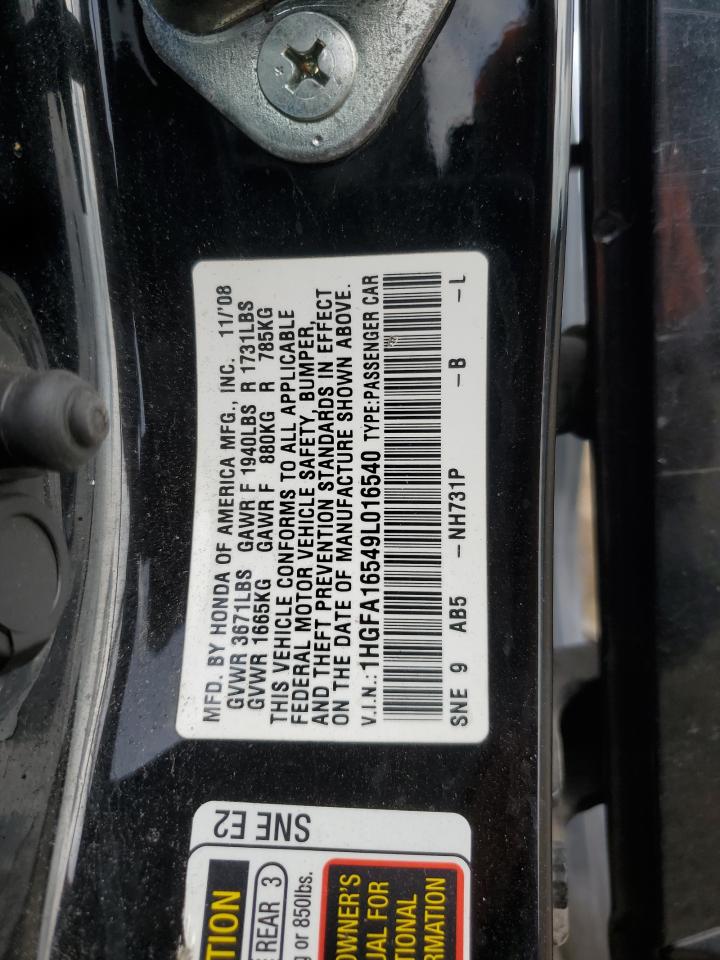 MFD. BY HONDA OF AMERICA MFG., INC. 11/'08
GVWR 3671LBS GAWR F 1940LBS R 1731LBS
GVWR 1665KG GAWR F 880KG R 785KG
THIS VEHICLE CONFORMS TO ALL APPLICABLE
FEDERAL MOTOR VEHICLE SAFETY, BUMPER,
AND THEFT PREVENTION STANDARDS IN EFFECT
ON THE DATE OF MANUFACTURE SHOWN ABOVE.
V.I.N.: 1HGFA16549L016540 TYPE:PASSENGER CAR
SNE 9 AB5 -NH731P -B -L
SNE E2
TION
REAR 3
or 850lbs.
OWNER'S
UAL FOR
TIONAL
RMATION